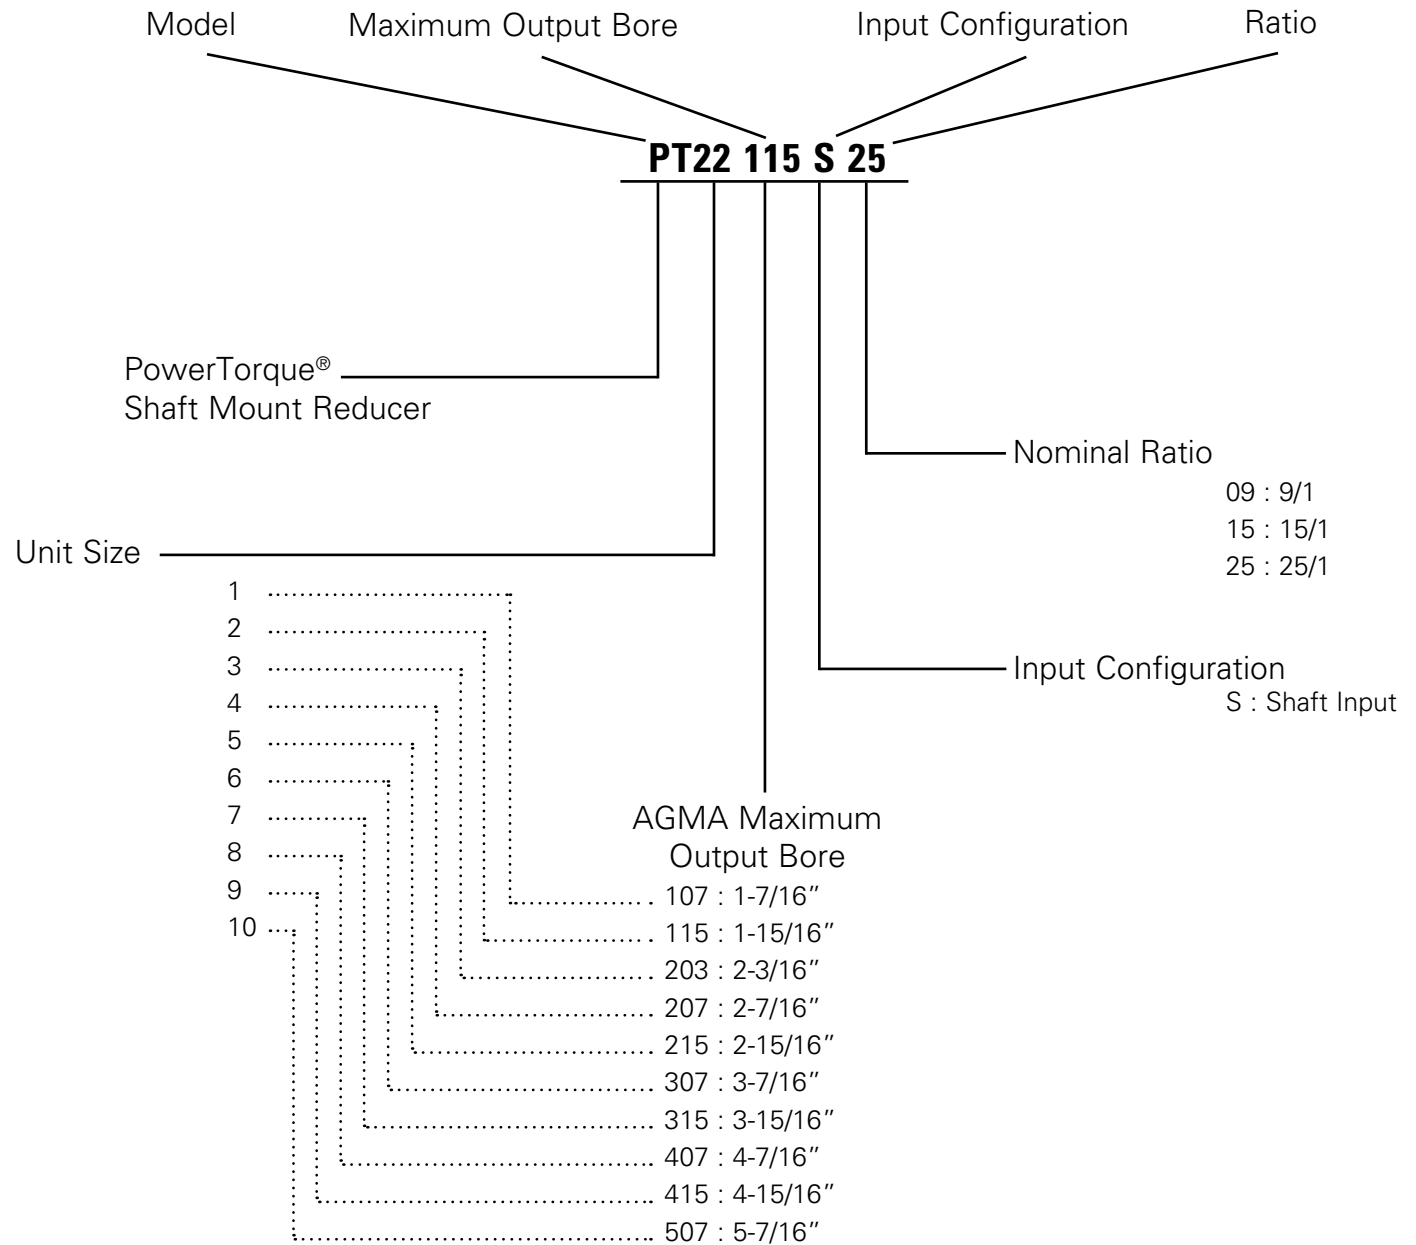 Model
Maximum Output Bore
Input Configuration
Ratio
PT22 115 S 25
PowerTorque®
Shaft Mount Reducer
Nominal Ratio
09 : 9/1
15 : 15/1
25 : 25/1
Unit Size
1
2
3
4
5
6
7
8
9
10
Input Configuration
S : Shaft Input
AGMA Maximum
Output Bore
107 : 1-7/16”
115 : 1-15/16”
203 : 2-3/16”
207 : 2-7/16”
215 : 2-15/16”
307 : 3-7/16”
315 : 3-15/16”
407 : 4-7/16”
415 : 4-15/16”
507 : 5-7/16”